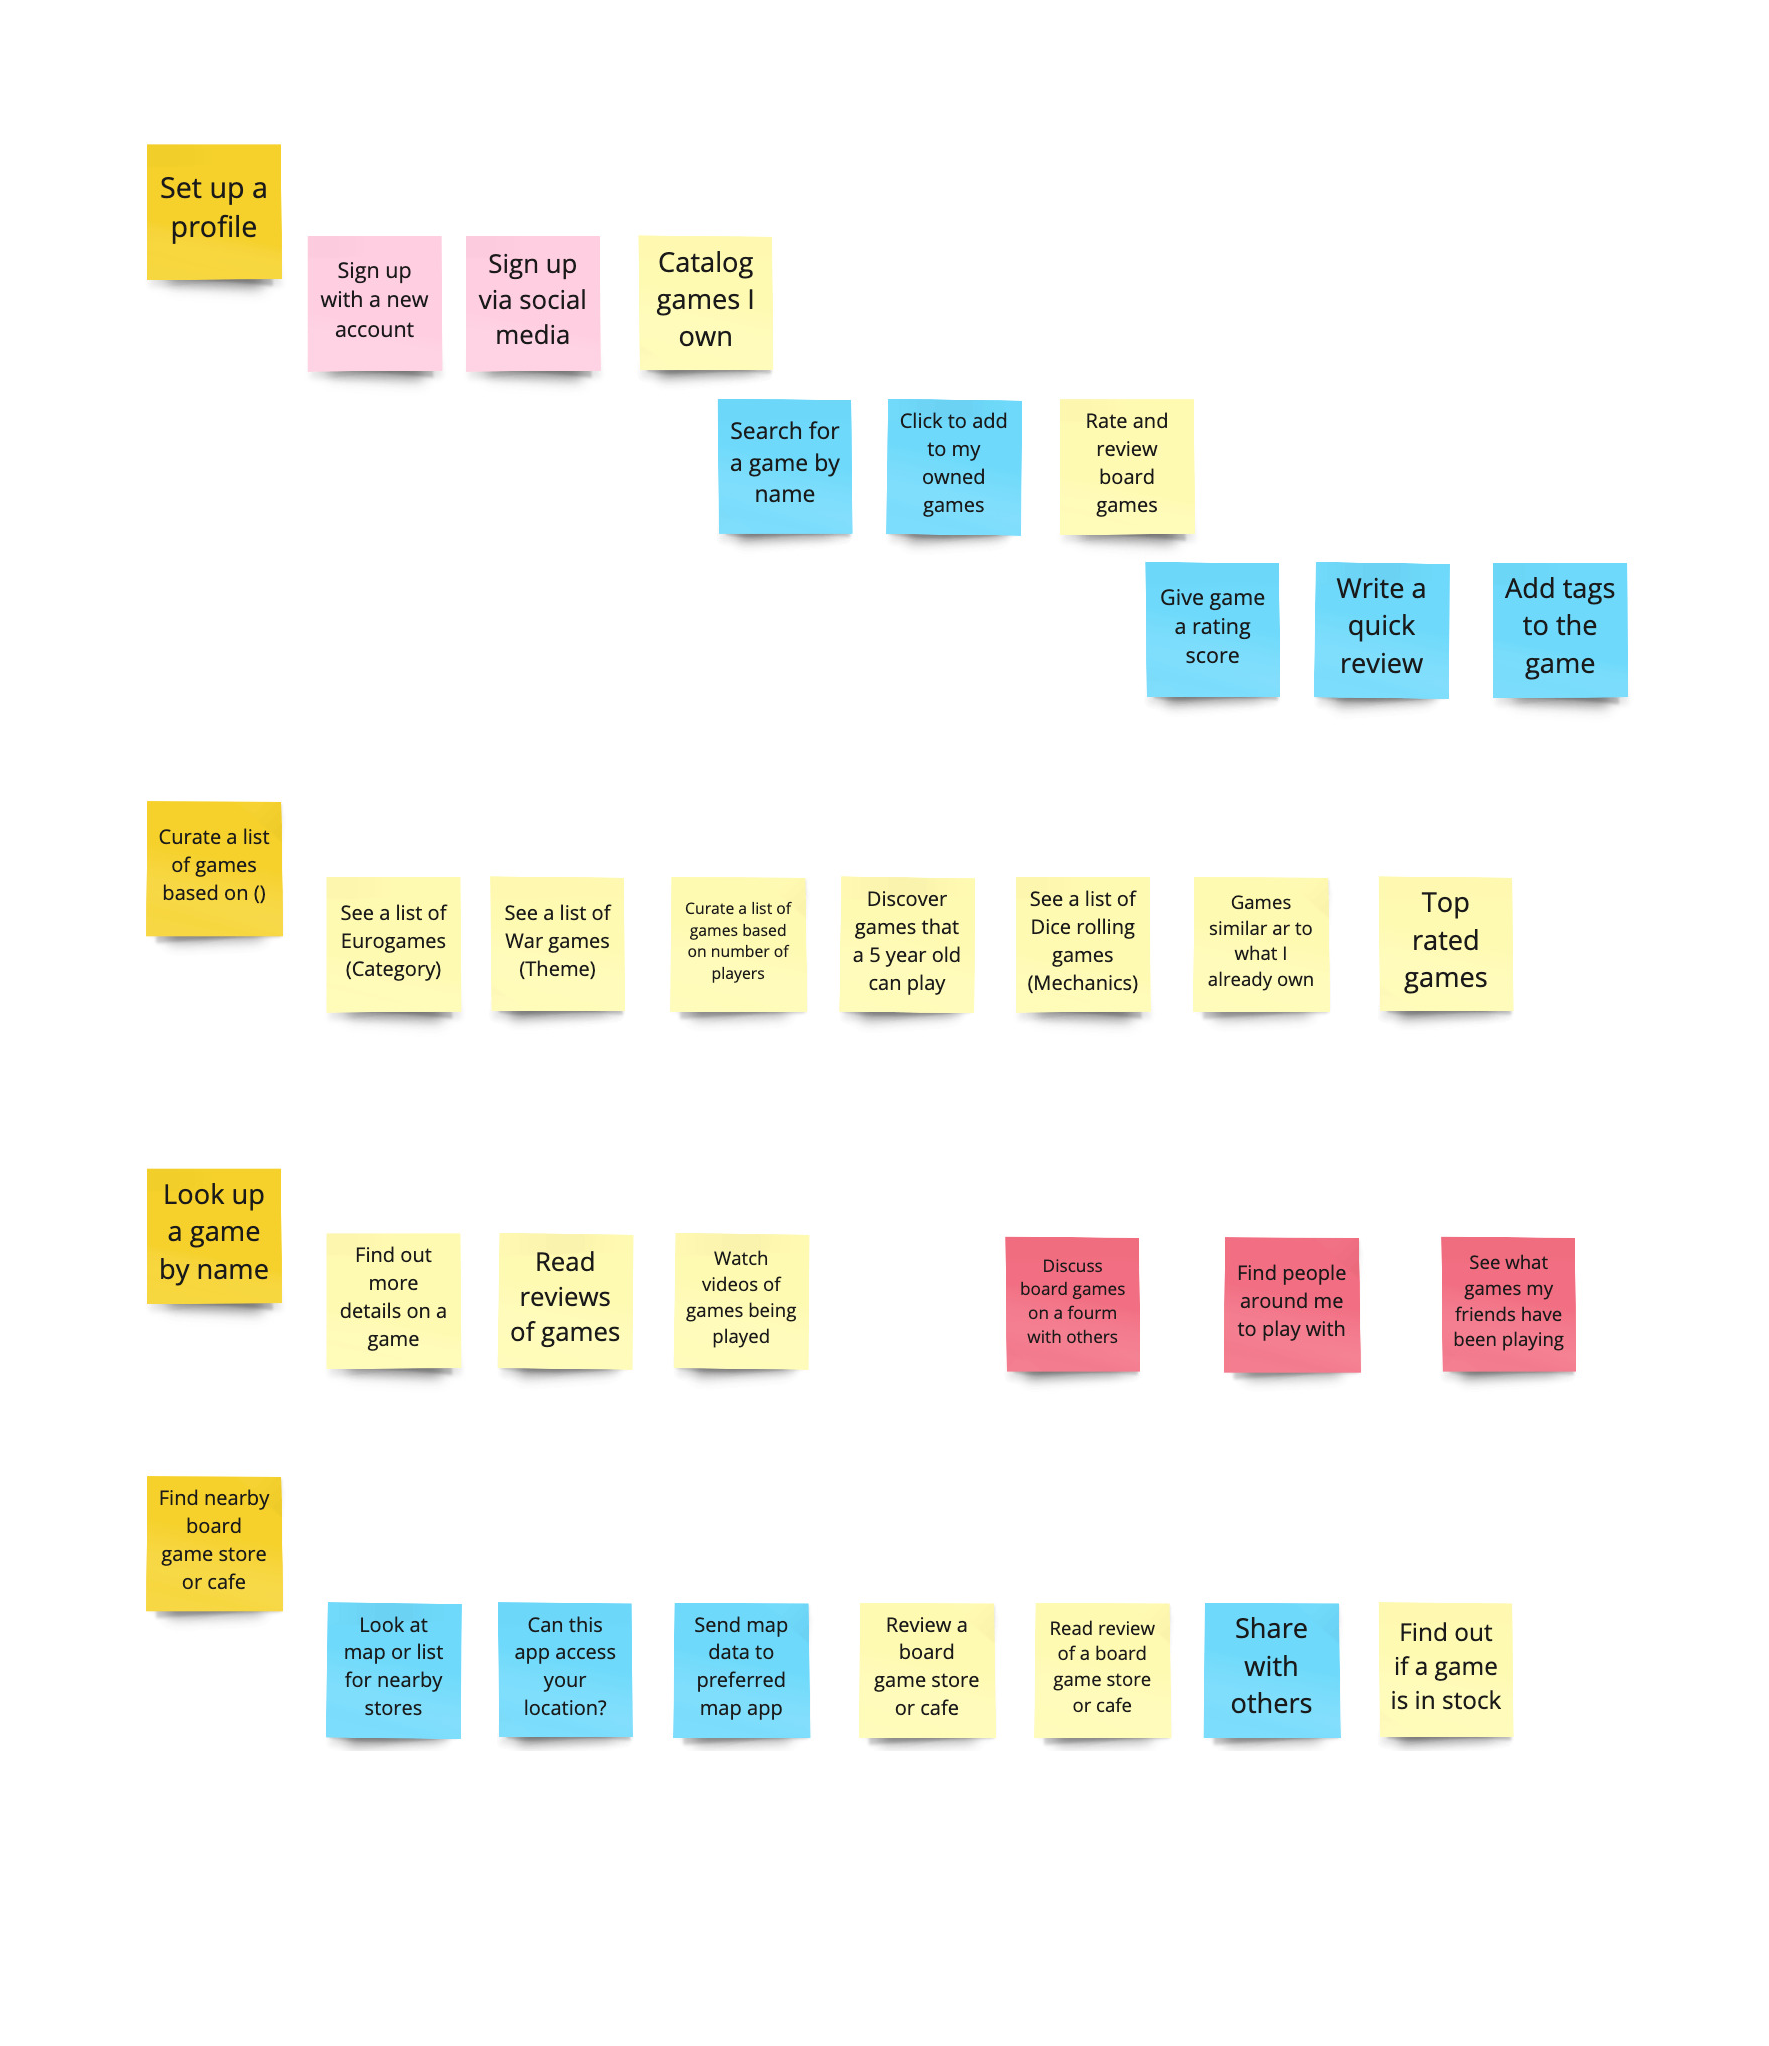 Set up a
profile
Sign up
with a new
account
Sign up
via social
media
Catalog
games I
own
Search for
a game by
name
Click to add
to my
owned
games
Rate and
review
board
games
Give game
a rating
score
Write a
quick
review
Add tags
to the
game
Curate a list
of games
based on ()
See a list of
Eurogames
(Category)
See a list of
War games
(Theme)
Curate a list of
games based
on number of
players
Discover
games that
a 5 year old
can play
See a list of
Dice rolling
games
(Mechanics)
Games
similar ar to
what I
already own
Top
rated
games
Look up
a game
by name
Find out
more
details on a
game
Read
reviews
of games
Watch
videos of
games being
played
Discuss
board games
on a fourm
with others
Find people
around me
to play with
See what
games my
friends have
been playing
Find nearby
board
game store
or cafe
Look at
map or list
for nearby
stores
Can this
app access
your
location?
Send map
data to
preferred
map app
Review a
board
game store
or cafe
Read review
of a board
game store
or cafe
Share
with
others
Find out
if a game
is in stock